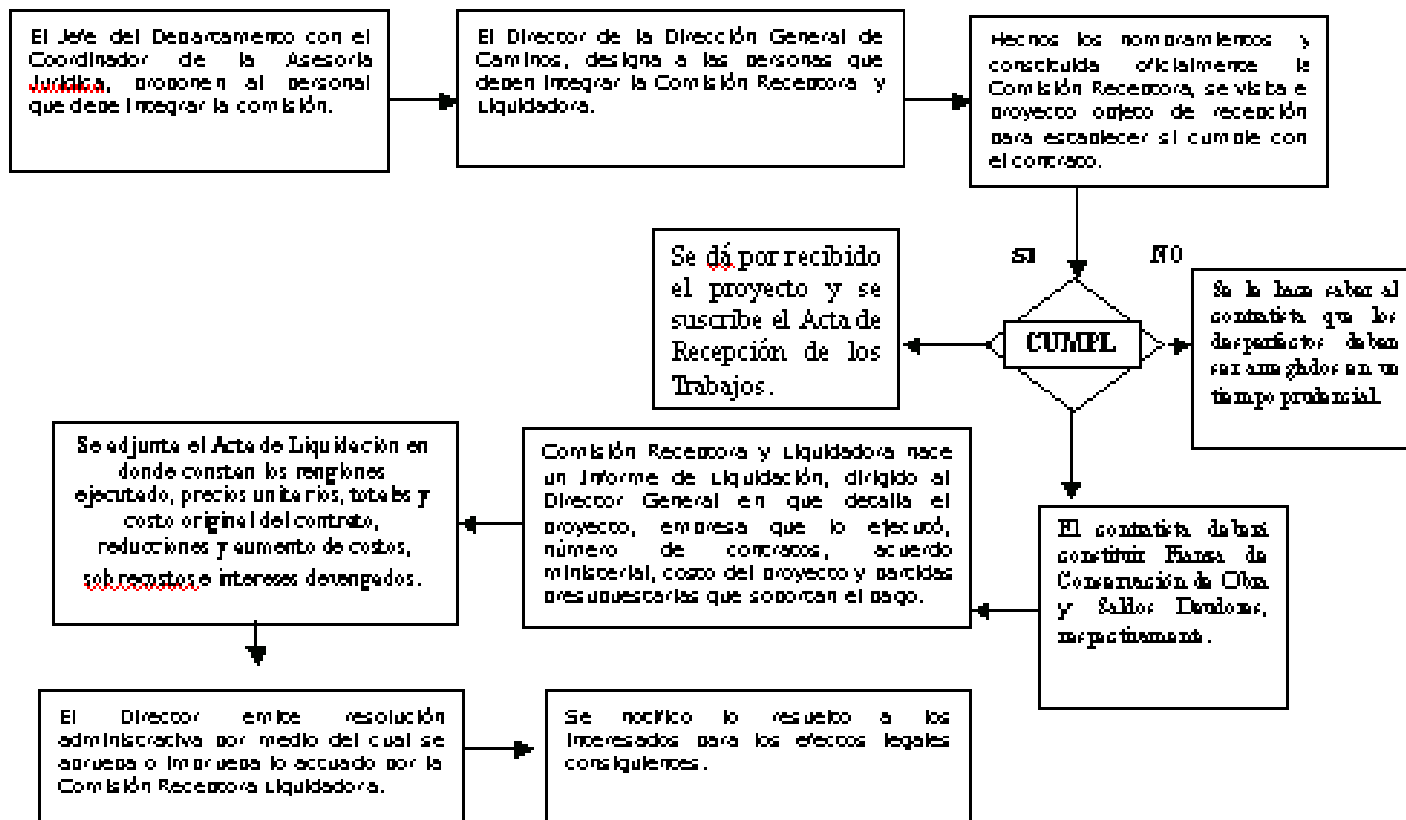 El Jefe del Departamento con el
Coordinador de la Asesoría
Jurídica, proponen al personal
que debe integrar la comisión.
El Director de la Dirección General de
Caminos, designa a las personas que
deben integrar la Comisión Receptora y
Liquidadora.
Hechos los nombramientos y
constituida oficialmente la
Comisión Receptora, se visita e
proyecto objeto de recepción
para establecer si cumple con
el contrato.
SI
NO
Se dá por recibido
el proyecto y se
suscribe el Acta de
Recepción de los
Trabajos.
CUMPL
Se le hace saber al
contratista que los
desperfectos deben
ser arreglados en un
tiempo prudencial.
Se adjunta el Acta de Liquidación en
donde constan los renglones
ejecutado, precios unitarios, totales y
costo original del contrato,
reducciones y aumento de costos,
sobrecostos e intereses devengados.
Comisión Receptora y Liquidadora hace
un Informe de Liquidación, dirigido al
Director General en que detalla el
proyecto, empresa que lo ejecutó,
número de contratos, acuerdo
ministerial, costo del proyecto y partidas
presupuestarias que soportan el pago.
El contratista deberá
constituir Fianza de
Conservación de Obra
y Saldos Deudores,
respectivamente.
El Director emite resolución
administrativa por medio del cual se
aprueba o imprueba lo actuado por la
Comisión Receptora Liquidadora.
Se notifico lo resuelto a los
interesados para los efectos legales
consiguientes.